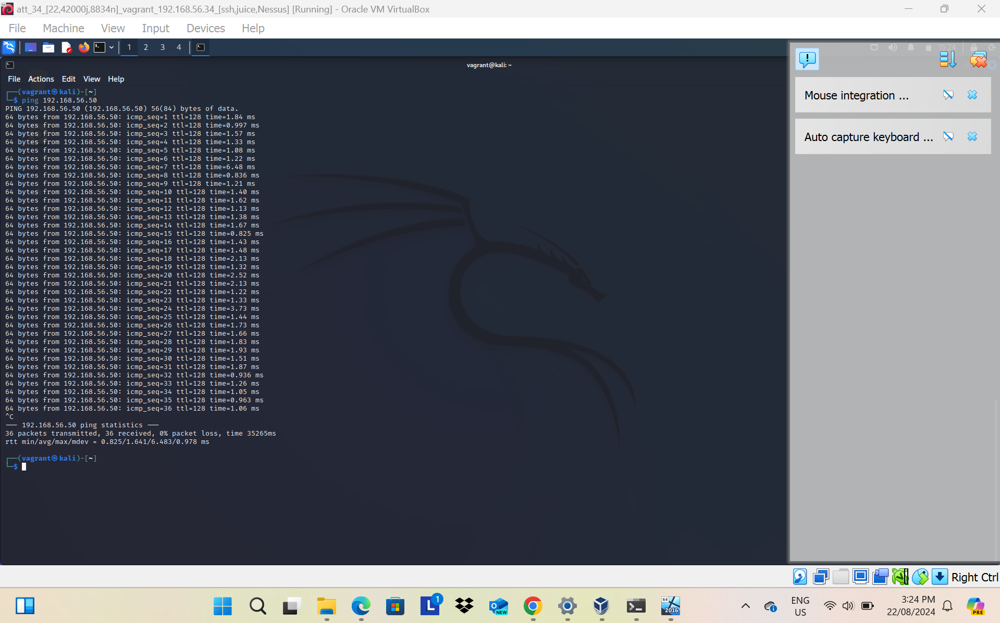 att_34_[22,42000j,8834n]_vagrant_192.168.56.34_[ssh,juice,Nessus] [Running] - Oracle VM VirtualBox
File Machine View Input Devices Help
1 2 3 4
15:24
vagrant@kali: ~
File Actions Edit View Help
┌──(vagrant㉿kali)-[~]
└─$ ping 192.168.56.50
PING 192.168.56.50 (192.168.56.50) 56(84) bytes of data.
64 bytes from 192.168.56.50: icmp_seq=1 ttl=128 time=1.84 ms
64 bytes from 192.168.56.50: icmp_seq=2 ttl=128 time=0.997 ms
64 bytes from 192.168.56.50: icmp_seq=3 ttl=128 time=1.57 ms
64 bytes from 192.168.56.50: icmp_seq=4 ttl=128 time=1.33 ms
64 bytes from 192.168.56.50: icmp_seq=5 ttl=128 time=1.08 ms
64 bytes from 192.168.56.50: icmp_seq=6 ttl=128 time=1.22 ms
64 bytes from 192.168.56.50: icmp_seq=7 ttl=128 time=6.48 ms
64 bytes from 192.168.56.50: icmp_seq=8 ttl=128 time=0.836 ms
64 bytes from 192.168.56.50: icmp_seq=9 ttl=128 time=1.21 ms
64 bytes from 192.168.56.50: icmp_seq=10 ttl=128 time=1.40 ms
64 bytes from 192.168.56.50: icmp_seq=11 ttl=128 time=1.62 ms
64 bytes from 192.168.56.50: icmp_seq=12 ttl=128 time=1.13 ms
64 bytes from 192.168.56.50: icmp_seq=13 ttl=128 time=1.38 ms
64 bytes from 192.168.56.50: icmp_seq=14 ttl=128 time=1.67 ms
64 bytes from 192.168.56.50: icmp_seq=15 ttl=128 time=0.825 ms
64 bytes from 192.168.56.50: icmp_seq=16 ttl=128 time=1.43 ms
64 bytes from 192.168.56.50: icmp_seq=17 ttl=128 time=1.48 ms
64 bytes from 192.168.56.50: icmp_seq=18 ttl=128 time=2.13 ms
64 bytes from 192.168.56.50: icmp_seq=19 ttl=128 time=1.32 ms
64 bytes from 192.168.56.50: icmp_seq=20 ttl=128 time=2.52 ms
64 bytes from 192.168.56.50: icmp_seq=21 ttl=128 time=2.13 ms
64 bytes from 192.168.56.50: icmp_seq=22 ttl=128 time=1.22 ms
64 bytes from 192.168.56.50: icmp_seq=23 ttl=128 time=1.33 ms
64 bytes from 192.168.56.50: icmp_seq=24 ttl=128 time=3.73 ms
64 bytes from 192.168.56.50: icmp_seq=25 ttl=128 time=1.44 ms
64 bytes from 192.168.56.50: icmp_seq=26 ttl=128 time=1.73 ms
64 bytes from 192.168.56.50: icmp_seq=27 ttl=128 time=1.66 ms
64 bytes from 192.168.56.50: icmp_seq=28 ttl=128 time=1.83 ms
64 bytes from 192.168.56.50: icmp_seq=29 ttl=128 time=1.93 ms
64 bytes from 192.168.56.50: icmp_seq=30 ttl=128 time=1.51 ms
64 bytes from 192.168.56.50: icmp_seq=31 ttl=128 time=1.87 ms
64 bytes from 192.168.56.50: icmp_seq=32 ttl=128 time=0.936 ms
64 bytes from 192.168.56.50: icmp_seq=33 ttl=128 time=1.26 ms
64 bytes from 192.168.56.50: icmp_seq=34 ttl=128 time=1.05 ms
64 bytes from 192.168.56.50: icmp_seq=35 ttl=128 time=0.963 ms
64 bytes from 192.168.56.50: icmp_seq=36 ttl=128 time=1.06 ms
^C
--- 192.168.56.50 ping statistics ---
36 packets transmitted, 36 received, 0% packet loss, time 35265ms
rtt min/avg/max/mdev = 0.825/1.641/6.483/0.978 ms
┌──(vagrant㉿kali)-[~]
└─$
Mouse integration ...
Auto capture keyboard ...
Right Ctrl
L 1
NEW
64 2016
ENG
US
3:24 PM
22/08/2024
PRE